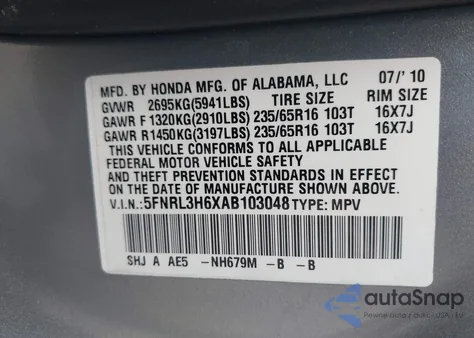 MFD. BY HONDA MFG. OF ALABAMA, LLC 07/' 10
GVWR 2695KG(5941LBS) TIRE SIZE RIM SIZE
GAWR F 1320KG(2910LBS) 235/65R16 103T 16X7J
GAWR R1450KG(3197LBS) 235/65R16 103T 16X7J
THIS VEHICLE CONFORMS TO ALL APPLICABLE
FEDERAL MOTOR VEHICLE SAFETY
AND THEFT PREVENTION STANDARDS IN EFFECT
ON THE DATE OF MANUFACTURE SHOWN ABOVE.
V.I.N.:5FNRL3H6XAB103048 TYPE: MPV
SHJ A AE5 -NH679M -B -B
autoSnap